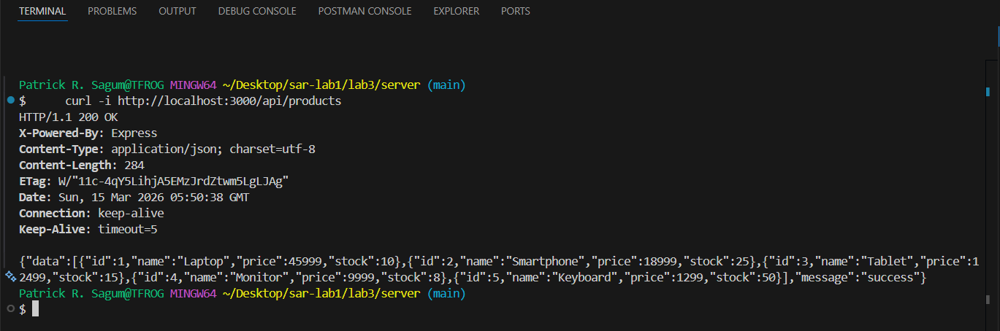 TERMINAL PROBLEMS OUTPUT DEBUG CONSOLE POSTMAN CONSOLE EXPLORER PORTS
Patrick R. Sagum@TFROG MINGW64 ~/Desktop/sar-lab1/lab3/server (main)
$ curl -i http://localhost:3000/api/products
HTTP/1.1 200 OK
X-Powered-By: Express
Content-Type: application/json; charset=utf-8
Content-Length: 284
ETag: W/"11c-4qY5LihjA5EMzJrdZtwm5LgLJAg"
Date: Sun, 15 Mar 2026 05:50:38 GMT
Connection: keep-alive
Keep-Alive: timeout=5
{"data":[{"id":1,"name":"Laptop","price":45999,"stock":10},{"id":2,"name":"Smartphone","price":18999,"stock":25},{"id":3,"name":"Tablet","price":1
2499,"stock":15},{"id":4,"name":"Monitor","price":9999,"stock":8},{"id":5,"name":"Keyboard","price":1299,"stock":50}],"message":"success"}
Patrick R. Sagum@TFROG MINGW64 ~/Desktop/sar-lab1/lab3/server (main)
$